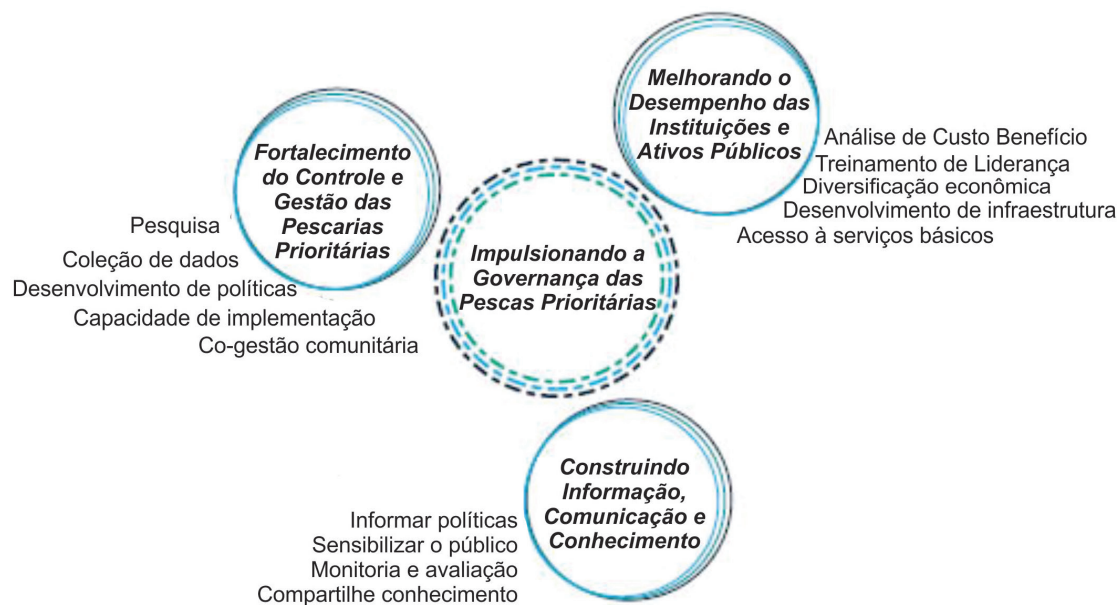 Melhorando o
Desempenho das
Instituições e
Ativos Públicos
Análise de Custo Benefício
Treinamento de Liderança
Diversificação econômica
Desenvolvimento de infraestrutura
Acesso à serviços básicos
Fortalecimento
do Controle e
Gestão das
Pescarias
Prioritárias
Pesquisa
Coleção de dados
Desenvolvimento de políticas
Capacidade de implementação
Co-gestão comunitária
Impulsionando a
Governança das
Pescas Prioritárias
Construindo
Informação,
Comunicação e
Conhecimento
Informar políticas
Sensibilizar o público
Monitoria e avaliação
Compartilhe conhecimento